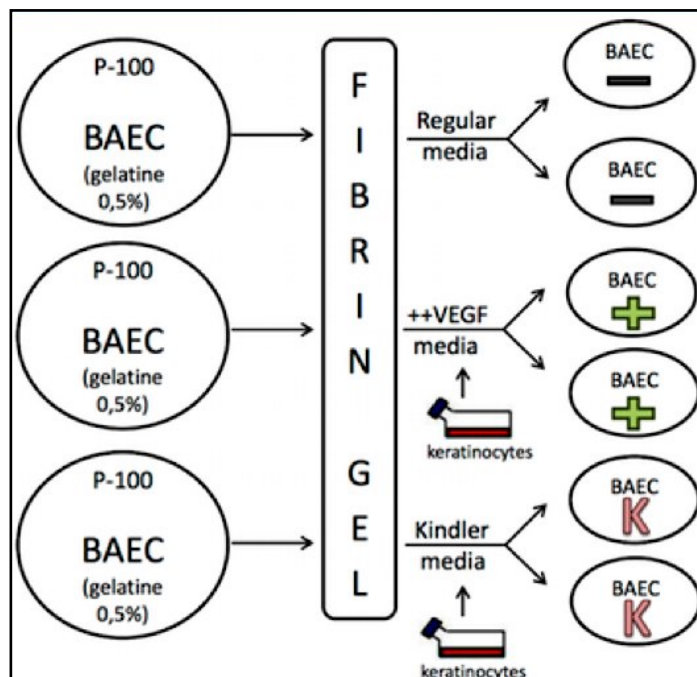 P-100
BAEC
(gelatine
0,5%)
P-100
BAEC
(gelatine
0,5%)
P-100
BAEC
(gelatine
0,5%)
F
I
B
R
I
N
G
E
L
Regular
media
BAEC
BAEC
++VEGF
media
keratinocytes
BAEC
BAEC
Kindler
media
keratinocytes
BAEC
K
BAEC
K